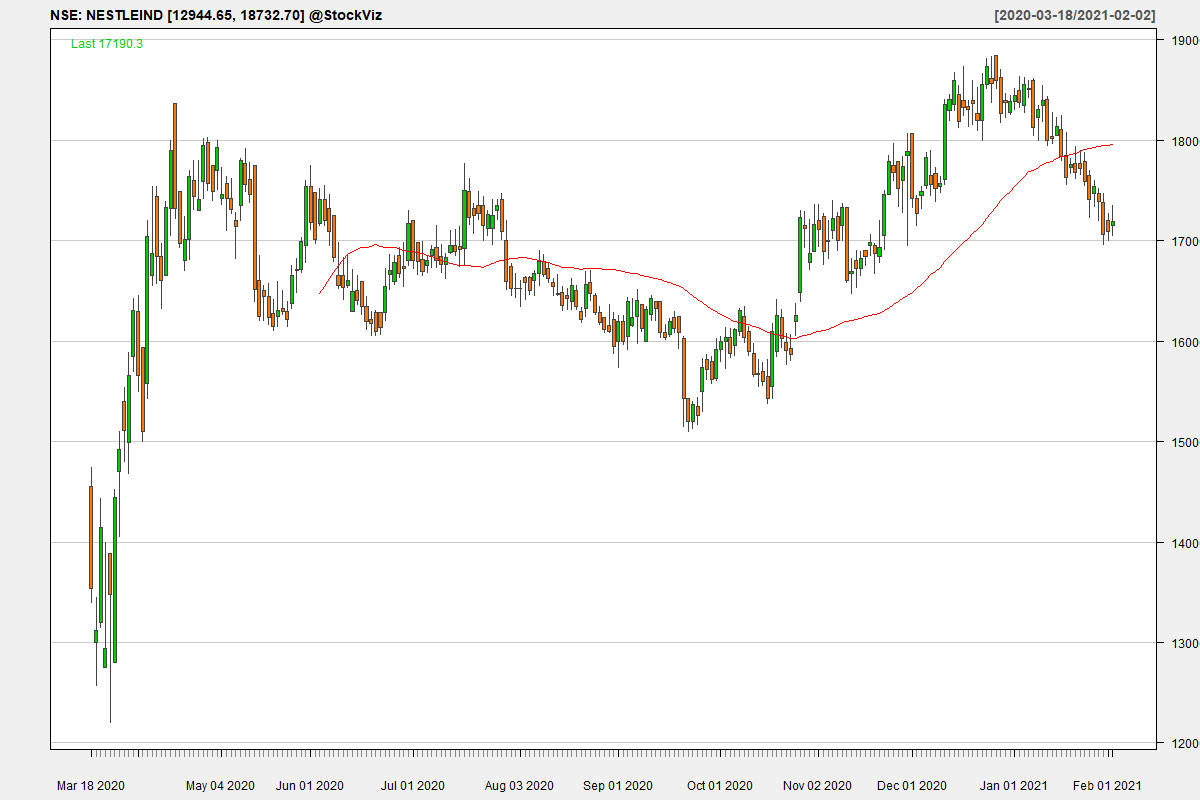 NSE: NESTLEIND [12944.65, 18732.70] @StockViz
[2020-03-18/2021-02-02]
Last 17190.3
1900
1800
1700
1600
1500
1400
1300
1200
Mar 18 2020
May 04 2020
Jun 01 2020
Jul 01 2020
Aug 03 2020
Sep 01 2020
Oct 01 2020
Nov 02 2020
Dec 01 2020
Jan 01 2021
Feb 01 2021